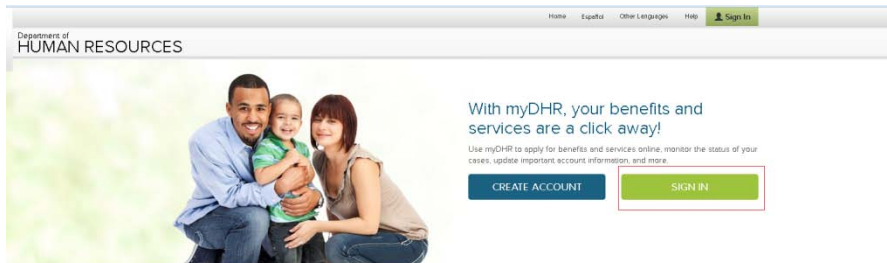 Home Español Other Languages Help Sign In
Department of
HUMAN RESOURCES
With myDHR, your benefits and
services are a click away!
Use myDHR to apply for benefits and services online, monitor the status of your
cases, update important account information, and more.
CREATE ACCOUNT SIGN IN